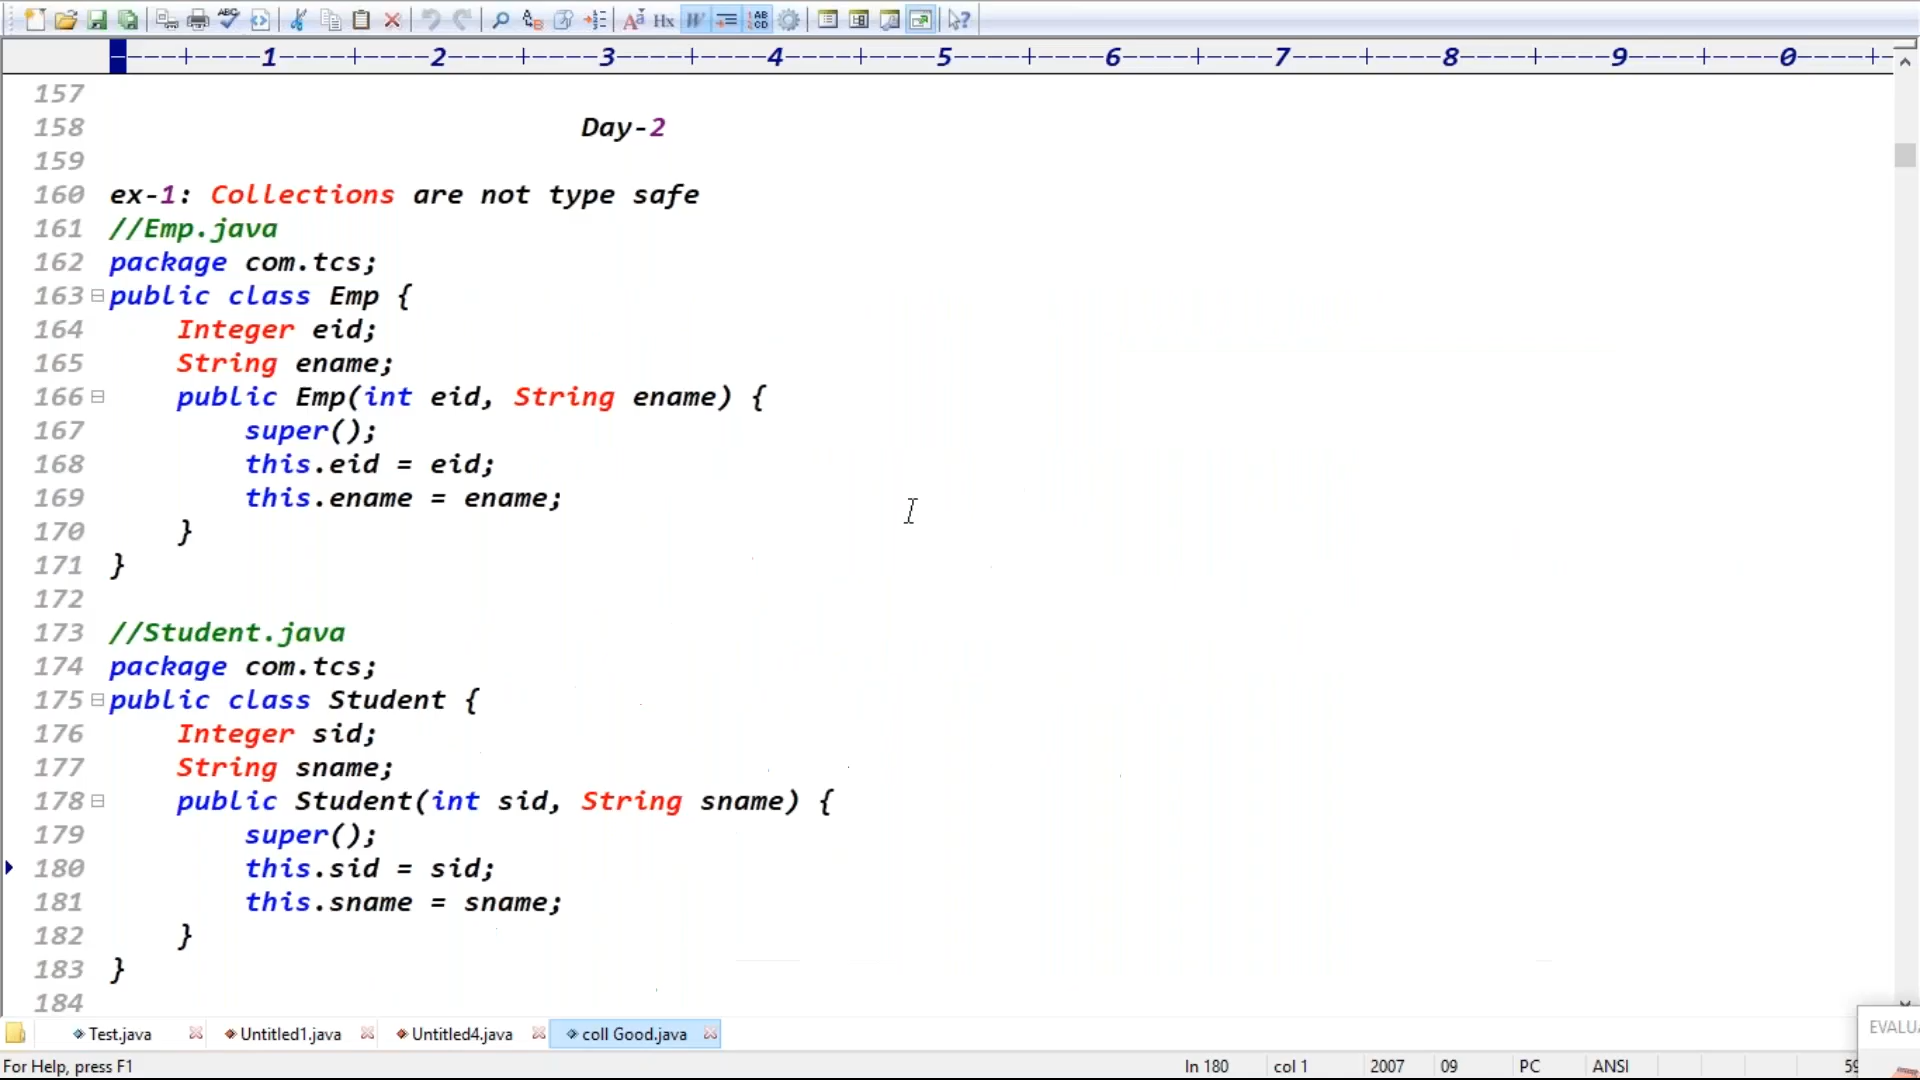 ABC
A
B
A
Hx
W
AB
CD
?
----+----1----+----2----+----3----+----4----+----5----+----6----+----7----+----8----+----9----+----0----+
157
158 Day-2
159
160 ex-1: Collections are not type safe
161 //Emp.java
162 package com.tcs;
163 public class Emp {
164 Integer eid;
165 String ename;
166 public Emp(int eid, String ename) {
167 super();
168 this.eid = eid;
169 this.ename = ename;
170 }
171 }
172
173 //Student.java
174 package com.tcs;
175 public class Student {
176 Integer sid;
177 String sname;
178 public Student(int sid, String sname) {
179 super();
180 this.sid = sid;
181 this.sname = sname;
182 }
183 }
184
Test.java Untitled1.java Untitled4.java coll Good.java
EVALUA
For Help, press F1 ln 180 col 1 2007 09 PC ANSI